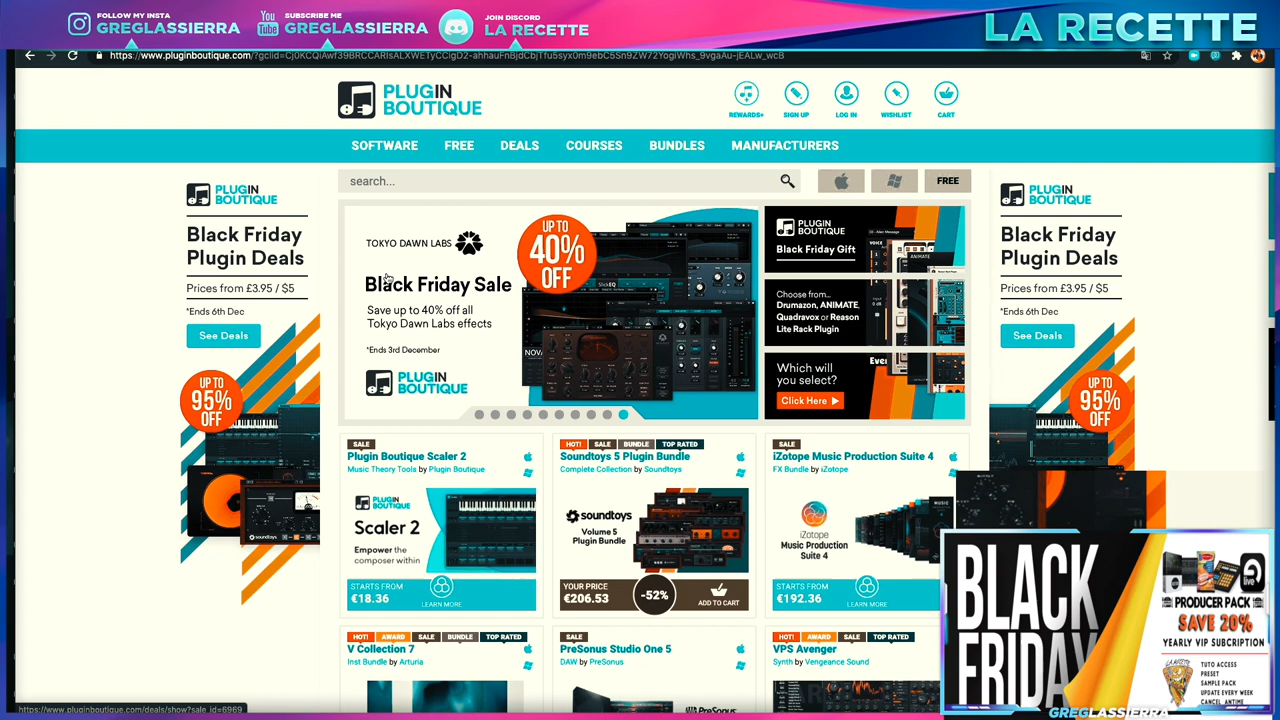 FOLLOW MY INSTA
GREGLASSIERRA
You Tube
SUBSCRIBE ME
GREGLASSIERRA
JOIN DISCORD
LA RECETTE
LA RECETTE
PLUGIN
BOUTIQUE
REWARDS+
SIGN UP
LOG IN
WISHLIST
CART
SOFTWARE
FREE
DEALS
COURSES
BUNDLES
MANUFACTURERS
search...
FREE
PLUGIN
BOUTIQUE
Black Friday
Plugin Deals
Prices from £3.95 / $5
*Ends 6th Dec
See Deals
UP TO
95%
OFF
soundtoys
TOKYO DAWN LABS
Black Friday Sale
Save up to 40% off all
Tokyo Dawn Labs effects
*Ends 3rd December
PLUGIN
BOUTIQUE
UP TO
40%
OFF
SlickEQ
NOVA
PLUGIN
BOUTIQUE
Black Friday Gift
VOICE
ANIMATE
Choose from...
Drumazon, ANIMATE,
Quadravox or Reason
Lite Rack Plugin
Which will
you select?
Click Here
PLUGIN
BOUTIQUE
Black Friday
Plugin Deals
Prices from £3.95 / $5
*Ends 6th Dec
See Deals
UP TO
95%
OFF
SALE
Plugin Boutique Scaler 2
Music Theory Tools by Plugin Boutique
PLUGIN
BOUTIQUE
Scaler 2
Empower the
composer within
STARTS FROM
€18.36
LEARN MORE
HOT! SALE BUNDLE TOP RATED
Soundtoys 5 Plugin Bundle
Complete Collection by Soundtoys
soundtoys
Volume 5
Plugin Bundle
YOUR PRICE
€206.53
-52%
ADD TO CART
SALE
iZotope Music Production Suite 4
FX Bundle by iZotope
iZotope
Music Production
Suite 4
MUSIC
STARTS FROM
€192.36
LEARN MORE
HOT! AWARD SALE BUNDLE TOP RATED
V Collection 7
Inst Bundle by Arturia
SALE
PreSonus Studio One 5
DAW by PreSonus
PreSonus
HOT! AWARD SALE TOP RATED
VPS Avenger
Synth by Vengeance Sound
BLACK
FRIDAY
live
PRODUCER PACK
SAVE 20%
YEARLY VIP SUBCRIPTION
TUTO ACCESS
PRESET
SAMPLE PACK
UPDATE EVERY WEEK
CANCEL ANTIME
GREGLASSIERRA
https://www.pluginboutique.com/deals/show?sale_id=6969